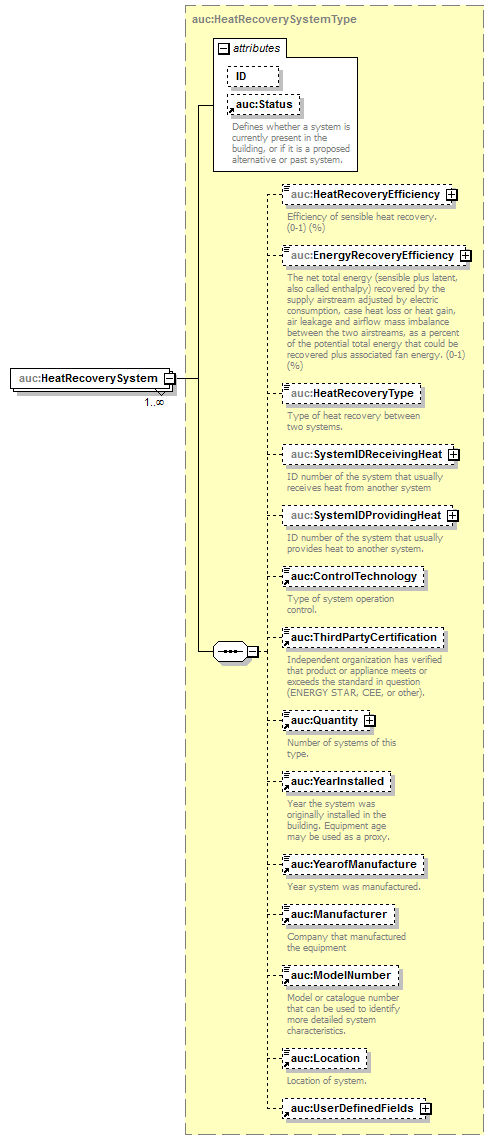 auc:HeatRecoverySystemType
attributes
ID
auc:Status
Defines whether a system is
currently present in the
building, or if it is a proposed
alternative or past system.
auc:HeatRecoveryEfficiency
Efficiency of sensible heat recovery.
(0-1) (%)
auc:EnergyRecoveryEfficiency
The net total energy (sensible plus latent,
also called enthalpy) recovered by the
supply airstream adjusted by electric
consumption, case heat loss or heat gain,
air leakage and airflow mass imbalance
between the two airstreams, as a percent
of the potential total energy that could be
recovered plus associated fan energy. (0-1)
(%)
auc:HeatRecoverySystem
1..∞
auc:HeatRecoveryType
Type of heat recovery between
two systems.
auc:SystemIDReceivingHeat
ID number of the system that usually
receives heat from another system
auc:SystemIDProvidingHeat
ID number of the system that usually
provides heat to another system.
auc:ControlTechnology
Type of system operation
control.
auc:ThirdPartyCertification
Independent organization has verified
that product or appliance meets or
exceeds the standard in question
(ENERGY STAR, CEE, or other).
auc:Quantity
Number of systems of this
type.
auc:YearInstalled
Year the system was
originally installed in the
building. Equipment age
may be used as a proxy.
auc:YearofManufacture
Year system was manufactured.
auc:Manufacturer
Company that manufactured
the equipment
auc:ModelNumber
Model or catalogue number
that can be used to identify
more detailed system
characteristics.
auc:Location
Location of system.
auc:UserDefinedFields